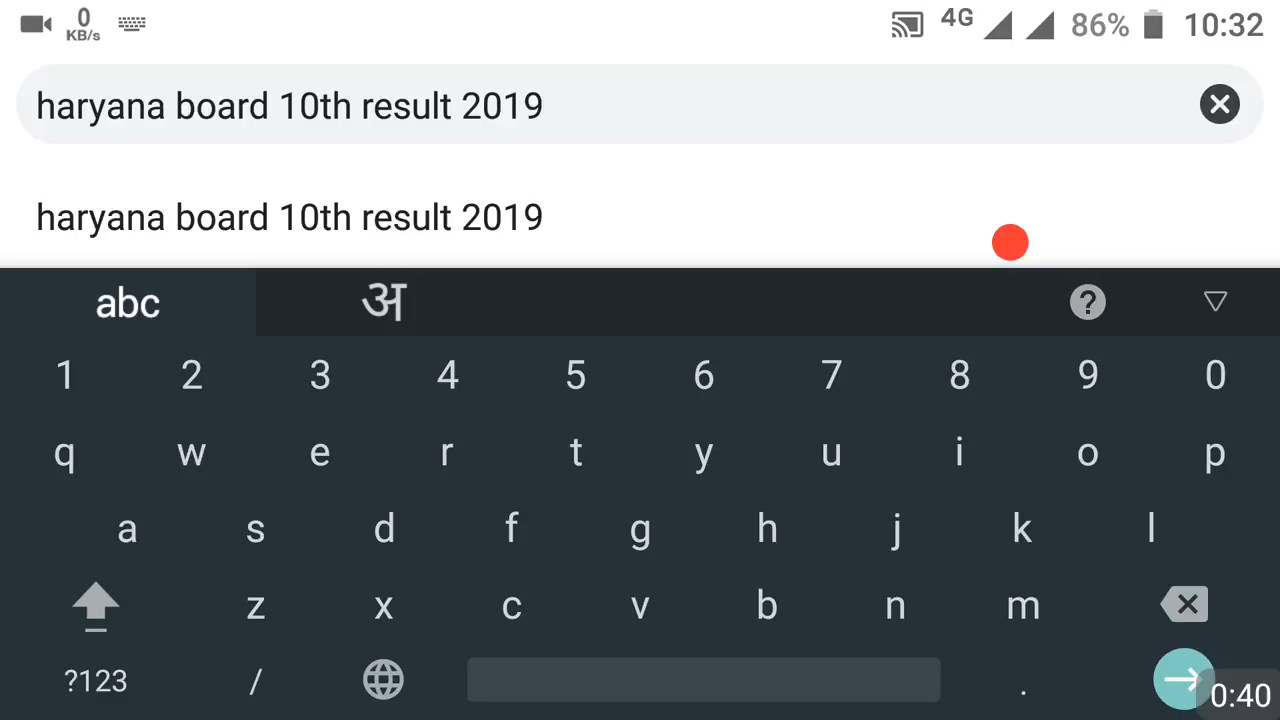 0 KB/s 4G 86% 10:32
haryana board 10th result 2019
haryana board 10th result 2019
abc अ ?
1 2 3 4 5 6 7 8 9 0
q w e r t y u i o p
a s d f g h j k l
z x c v b n m
?123 / .
0:40